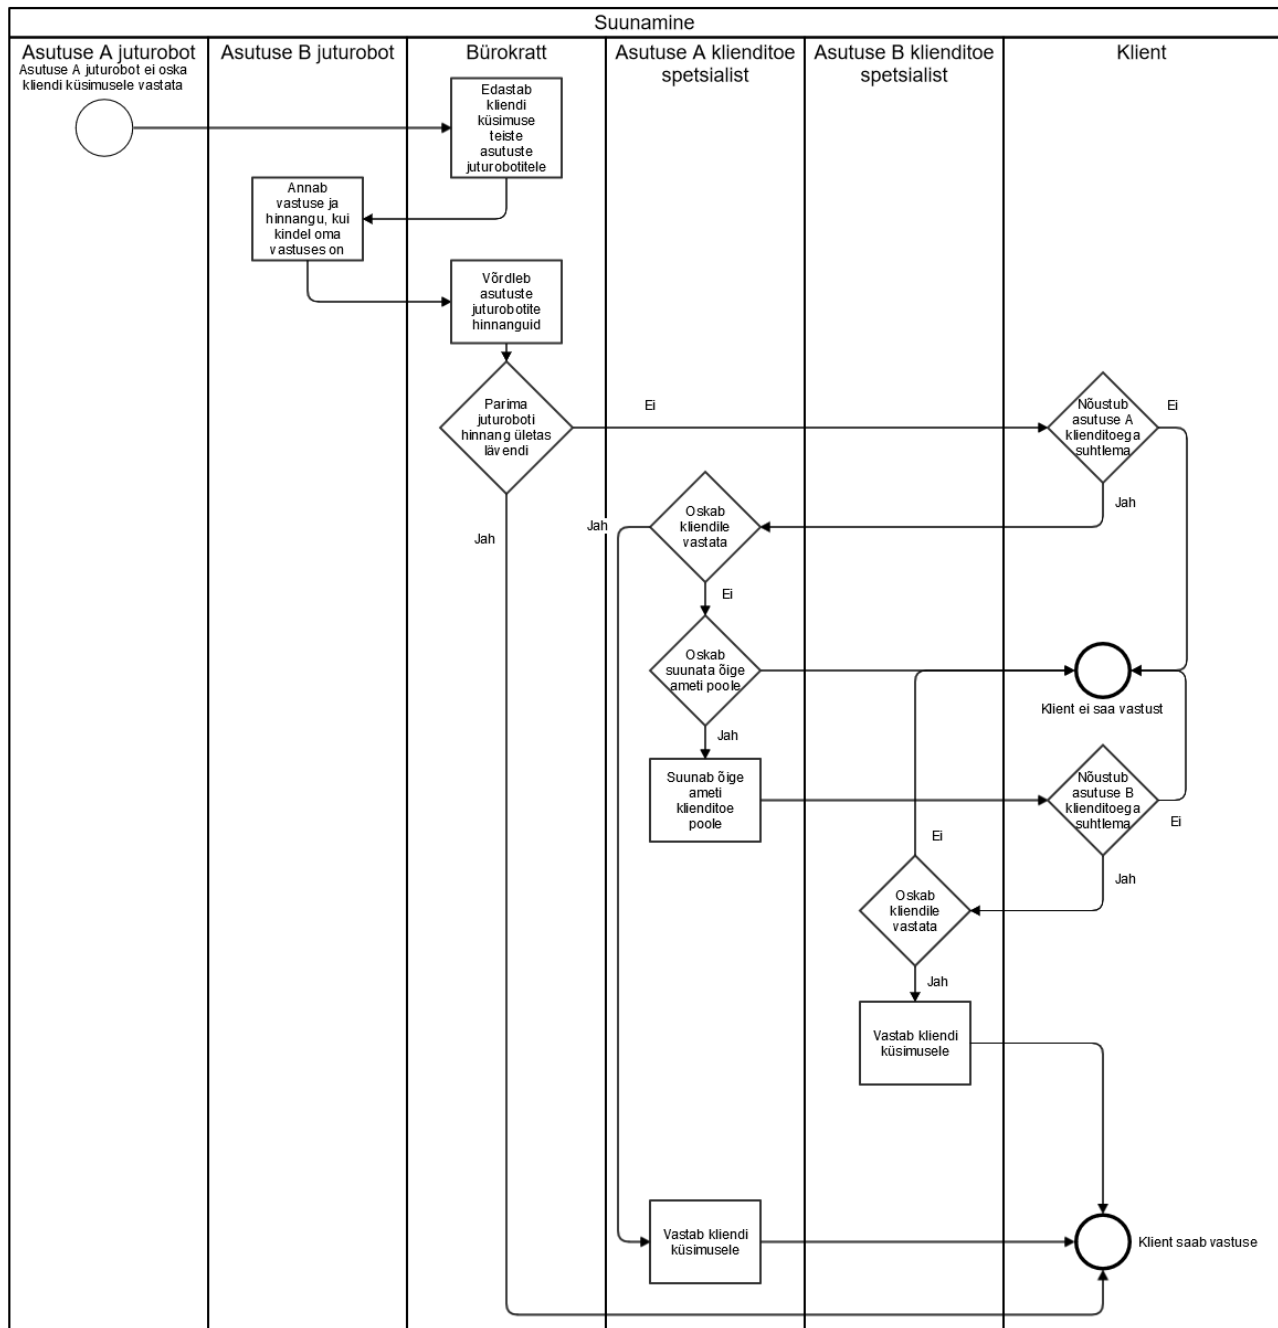 Suunamine
Asutuse A juturobot
Asutuse B juturobot
Bürokratt
Asutuse A klienditoe
spetsialist
Asutuse B klienditoe
spetsialist
Klient
Asutuse A juturobot ei oska
kliendi küsimusele vastata
Edastab
kliendi
küsimuse
teiste
asutuste
juturobotitele
Annab
vastuse ja
hinnangu, kui
kindel oma
vastuses on
Võrdleb
asutuste
juturobotite
hinnanguid
Parima
juturoboti
hinnang ületas
lävendi
Ei
Nõustub
asutuse A
klienditoega
suhtlema
Ei
Jah
Oskab
kliendile
vastata
Jah
Jah
Ei
Oskab
suunata õige
ameti poole
Klient ei saa vastust
Jah
Suunab õige
ameti
klienditoe
poole
Nõustub
asutuse B
klienditoega
suhtlema
Ei
Ei
Jah
Oskab
kliendile
vastata
Jah
Vastab kliendi
küsimusele
Vastab kliendi
küsimusele
Klient saab vastuse